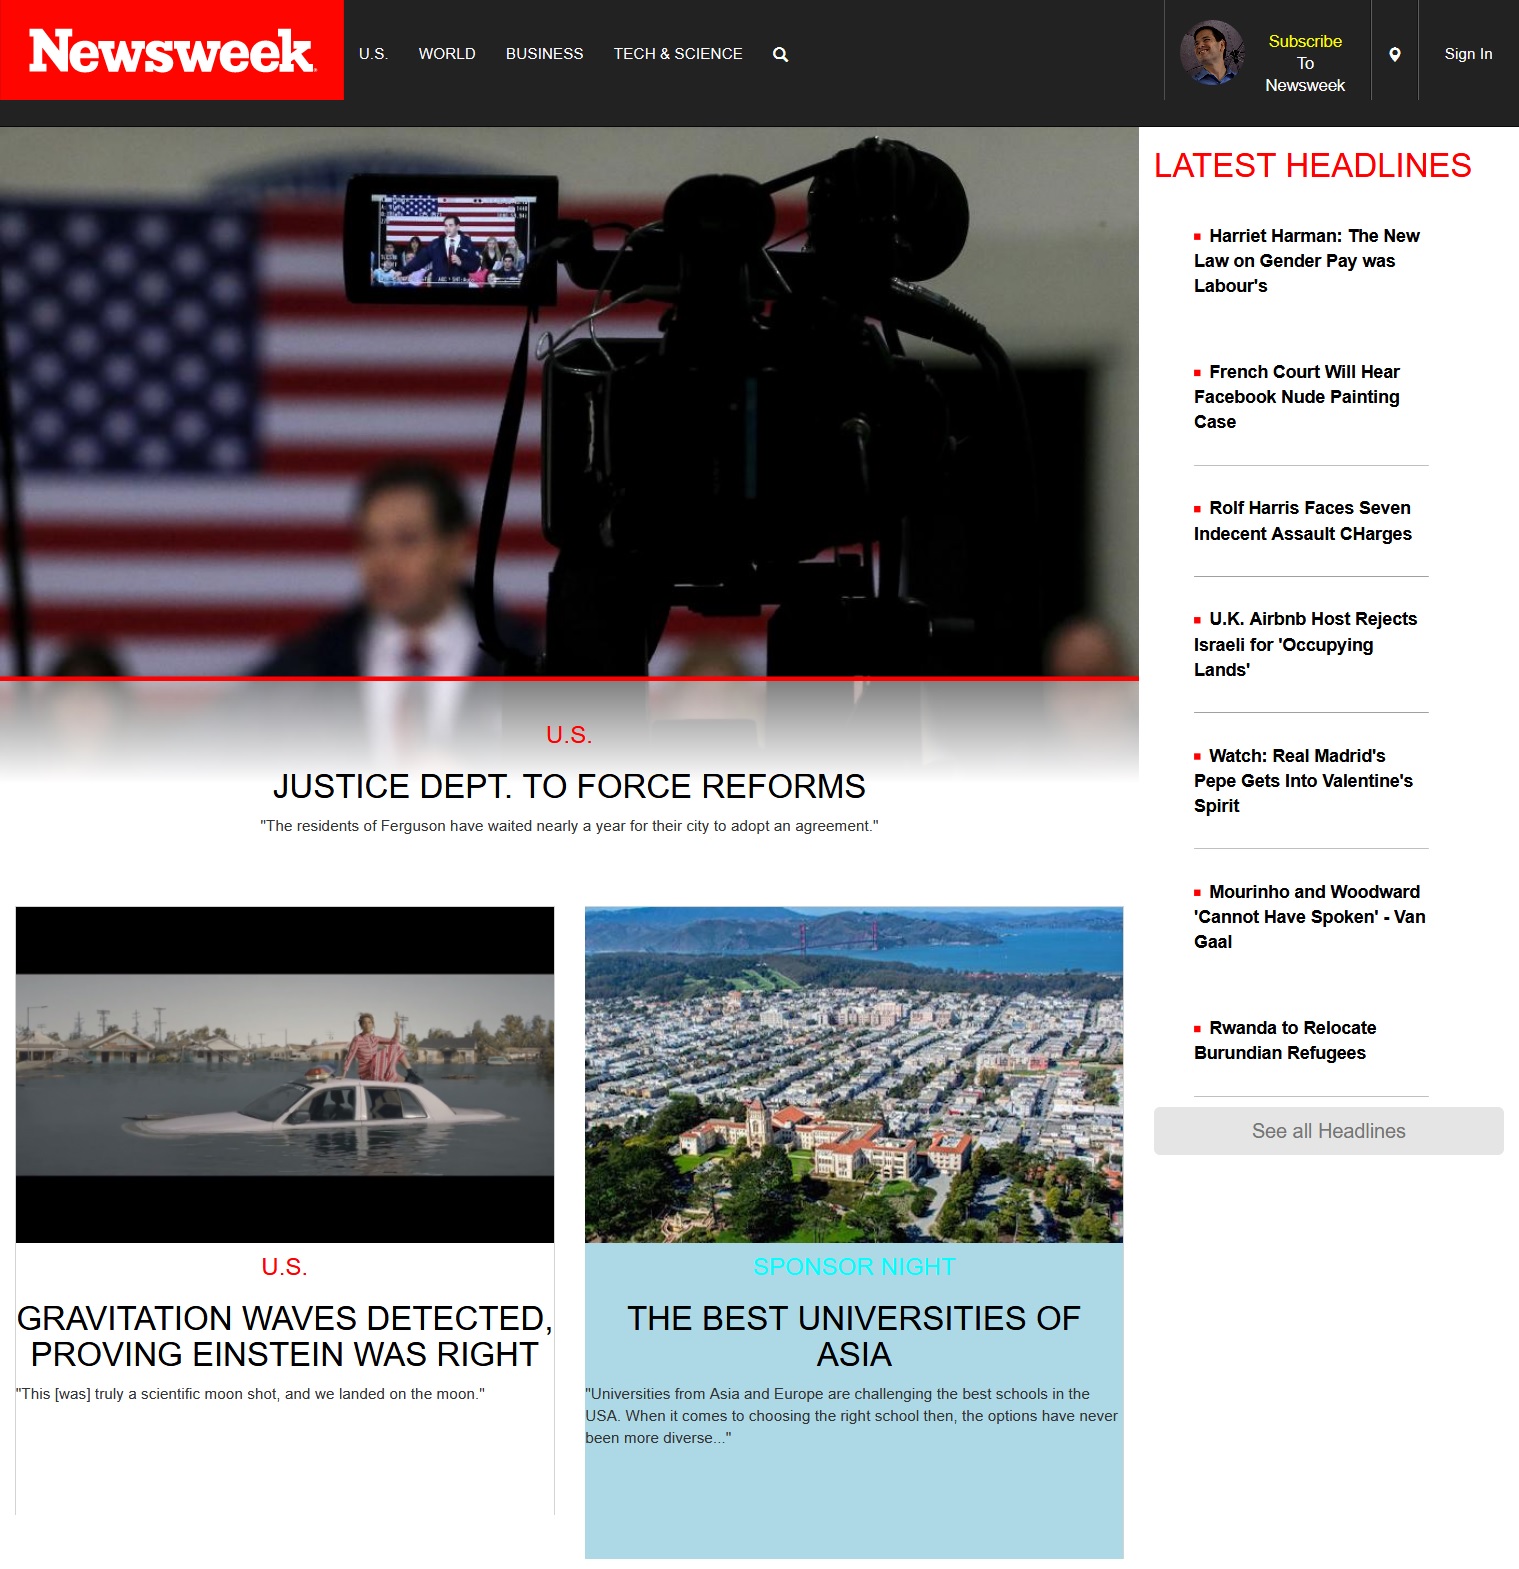 Newsweek
U.S.
WORLD
BUSINESS
TECH & SCIENCE
Subscribe
To
Newsweek
Sign In
LATEST HEADLINES
Harriet Harman: The New
Law on Gender Pay was
Labour's
French Court Will Hear
Facebook Nude Painting
Case
Rolf Harris Faces Seven
Indecent Assault CHarges
U.K. Airbnb Host Rejects
Israeli for 'Occupying
Lands'
Watch: Real Madrid's
Pepe Gets Into Valentine's
Spirit
Mourinho and Woodward
'Cannot Have Spoken' - Van
Gaal
Rwanda to Relocate
Burundian Refugees
See all Headlines
U.S.
JUSTICE DEPT. TO FORCE REFORMS
"The residents of Ferguson have waited nearly a year for their city to adopt an agreement."
U.S.
GRAVITATION WAVES DETECTED,
PROVING EINSTEIN WAS RIGHT
"This [was] truly a scientific moon shot, and we landed on the moon."
SPONSOR NIGHT
THE BEST UNIVERSITIES OF
ASIA
"Universities from Asia and Europe are challenging the best schools in the
USA. When it comes to choosing the right school then, the options have never
been more diverse..."